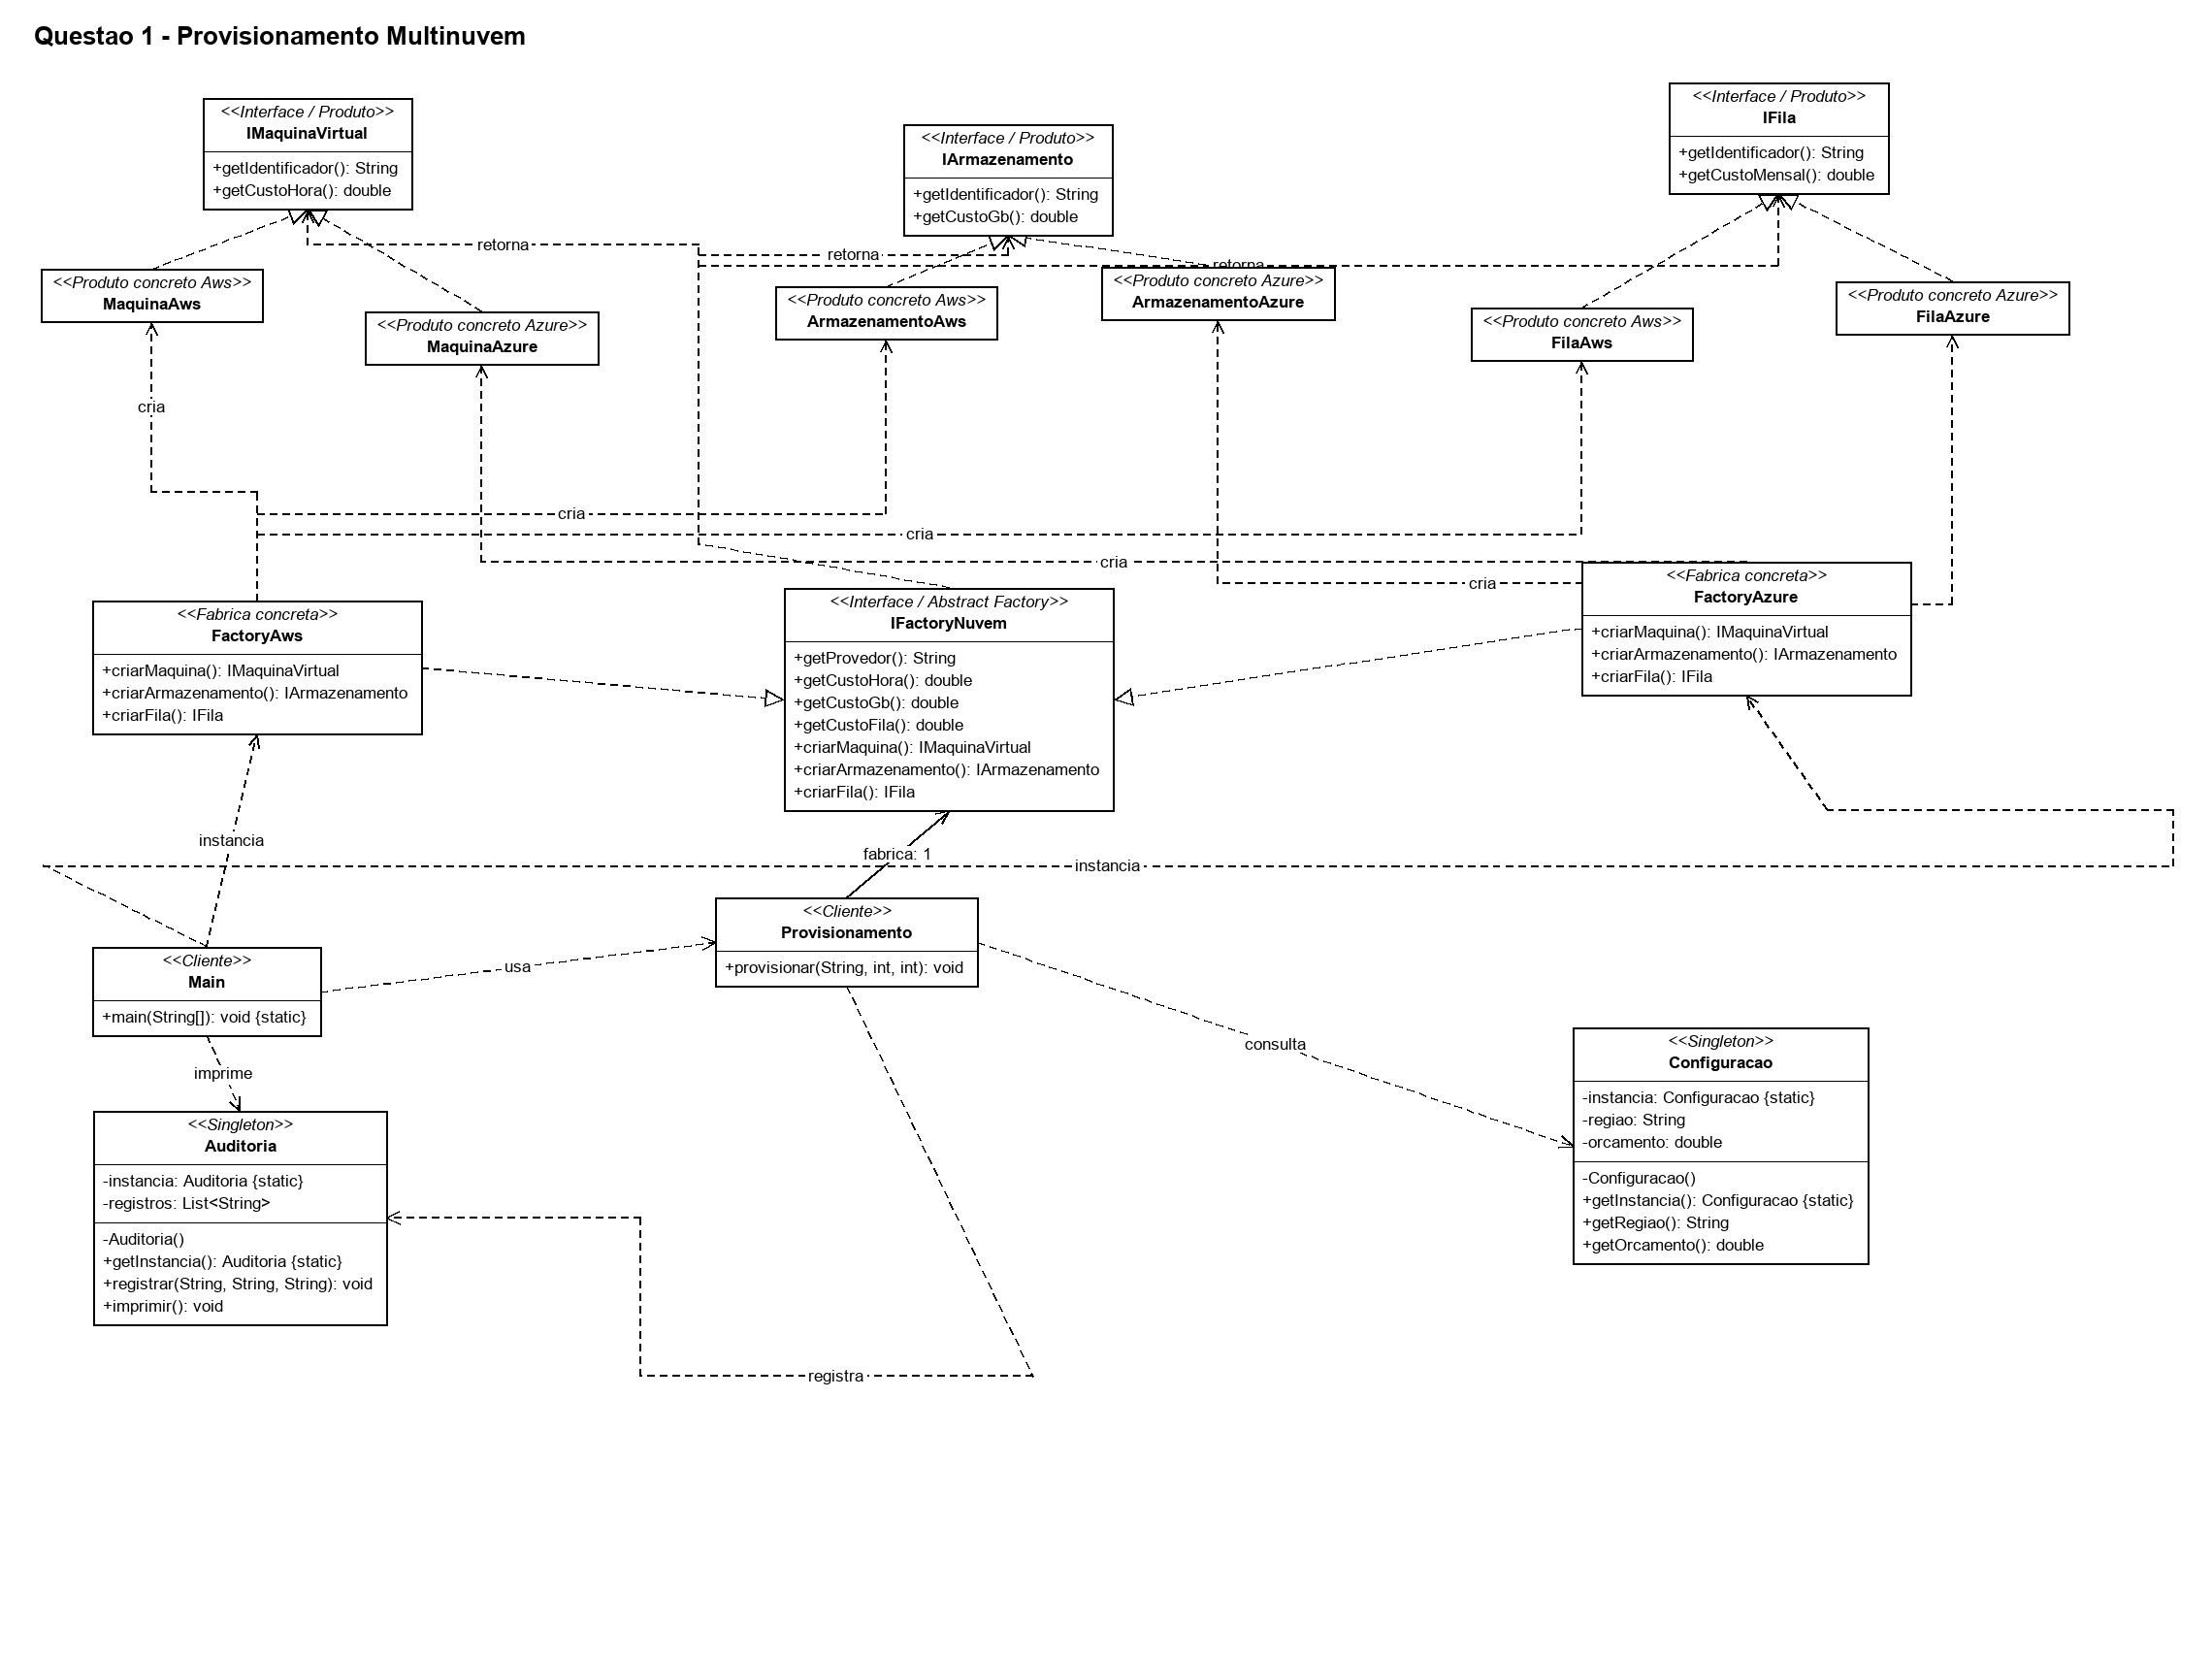 Questao 1 - Provisionamento Multinuvem
<<Interface / Produto>>
IMaquinaVirtual
+getIdentificador(): String
+getCustoHora(): double
<<Interface / Produto>>
IArmazenamento
+getIdentificador(): String
+getCustoGb(): double
<<Interface / Produto>>
IFila
+getIdentificador(): String
+getCustoMensal(): double
retorna
retorna
retorna
<<Produto concreto Aws>>
MaquinaAws
<<Produto concreto Azure>>
MaquinaAzure
<<Produto concreto Aws>>
ArmazenamentoAws
<<Produto concreto Azure>>
ArmazenamentoAzure
<<Produto concreto Aws>>
FilaAws
<<Produto concreto Azure>>
FilaAzure
cria
cria
cria
cria
cria
<<Fabrica concreta>>
FactoryAws
+criarMaquina(): IMaquinaVirtual
+criarArmazenamento(): IArmazenamento
+criarFila(): IFila
<<Interface / Abstract Factory>>
IFactoryNuvem
+getProvedor(): String
+getCustoHora(): double
+getCustoGb(): double
+getCustoFila(): double
+criarMaquina(): IMaquinaVirtual
+criarArmazenamento(): IArmazenamento
+criarFila(): IFila
<<Fabrica concreta>>
FactoryAzure
+criarMaquina(): IMaquinaVirtual
+criarArmazenamento(): IArmazenamento
+criarFila(): IFila
instancia
fabrica: 1
instancia
<<Cliente>>
Main
+main(String[]): void {static}
usa
<<Cliente>>
Provisionamento
+provisionar(String, int, int): void
consulta
imprime
<<Singleton>>
Auditoria
-instancia: Auditoria {static}
-registros: List<String>
-Auditoria()
+getInstancia(): Auditoria {static}
+registrar(String, String, String): void
+imprimir(): void
<<Singleton>>
Configuracao
-instancia: Configuracao {static}
-regiao: String
-orcamento: double
-Configuracao()
+getInstancia(): Configuracao {static}
+getRegiao(): String
+getOrcamento(): double
registra